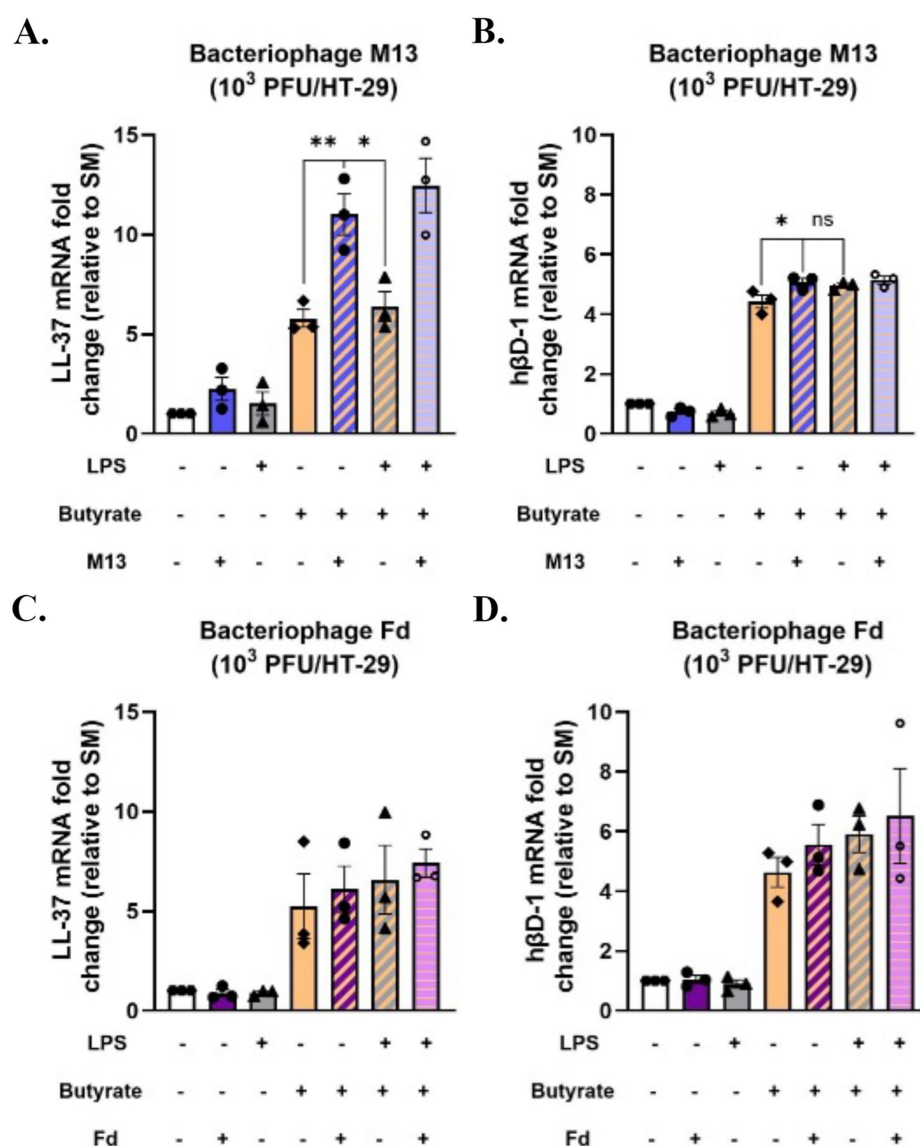 A.
Bacteriophage M13
(10³ PFU/HT-29)
LL-37 mRNA fold
change (relative to SM)
15
10
5
0
** *
LPS - - + - - + +
Butyrate - - - + + + +
M13 - + - - + - +
B.
Bacteriophage M13
(10³ PFU/HT-29)
hβD-1 mRNA fold
change (relative to SM)
10
8
6
4
2
0
* ns
LPS - - + - - + +
Butyrate - - - + + + +
M13 - + - - + - +
C.
Bacteriophage Fd
(10³ PFU/HT-29)
LL-37 mRNA fold
change (relative to SM)
15
10
5
0
LPS - - + - - + +
Butyrate - - - + + + +
Fd - + - - + - +
D.
Bacteriophage Fd
(10³ PFU/HT-29)
hβD-1 mRNA fold
change (relative to SM)
10
8
6
4
2
0
LPS - - + - - + +
Butyrate - - - + + + +
Fd - + - - + - +